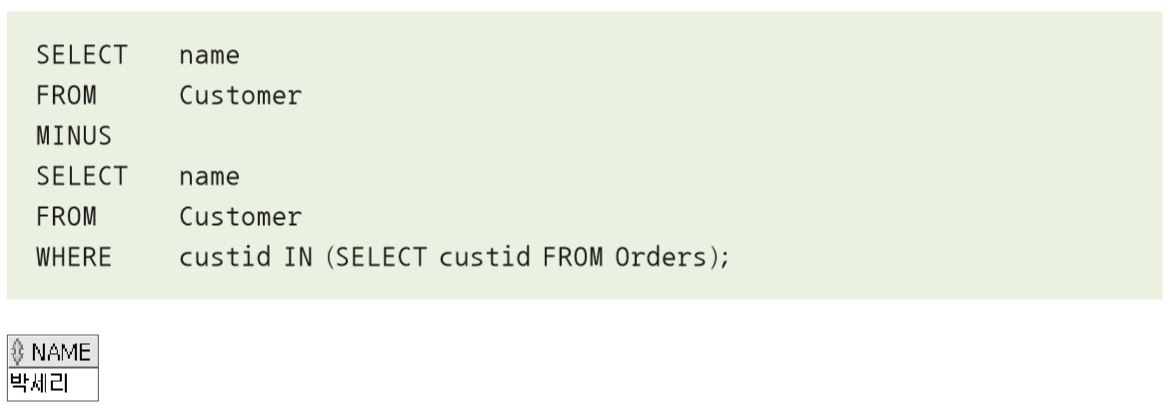 SELECT name
FROM Customer
MINUS
SELECT name
FROM Customer
WHERE custid IN (SELECT custid FROM Orders);
NAME
박세리